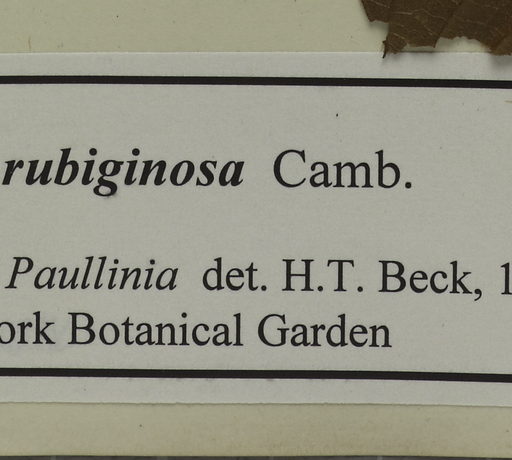 rubiginosa Camb.
Paullinia det. H.T. Beck, 1
ork Botanical Garden